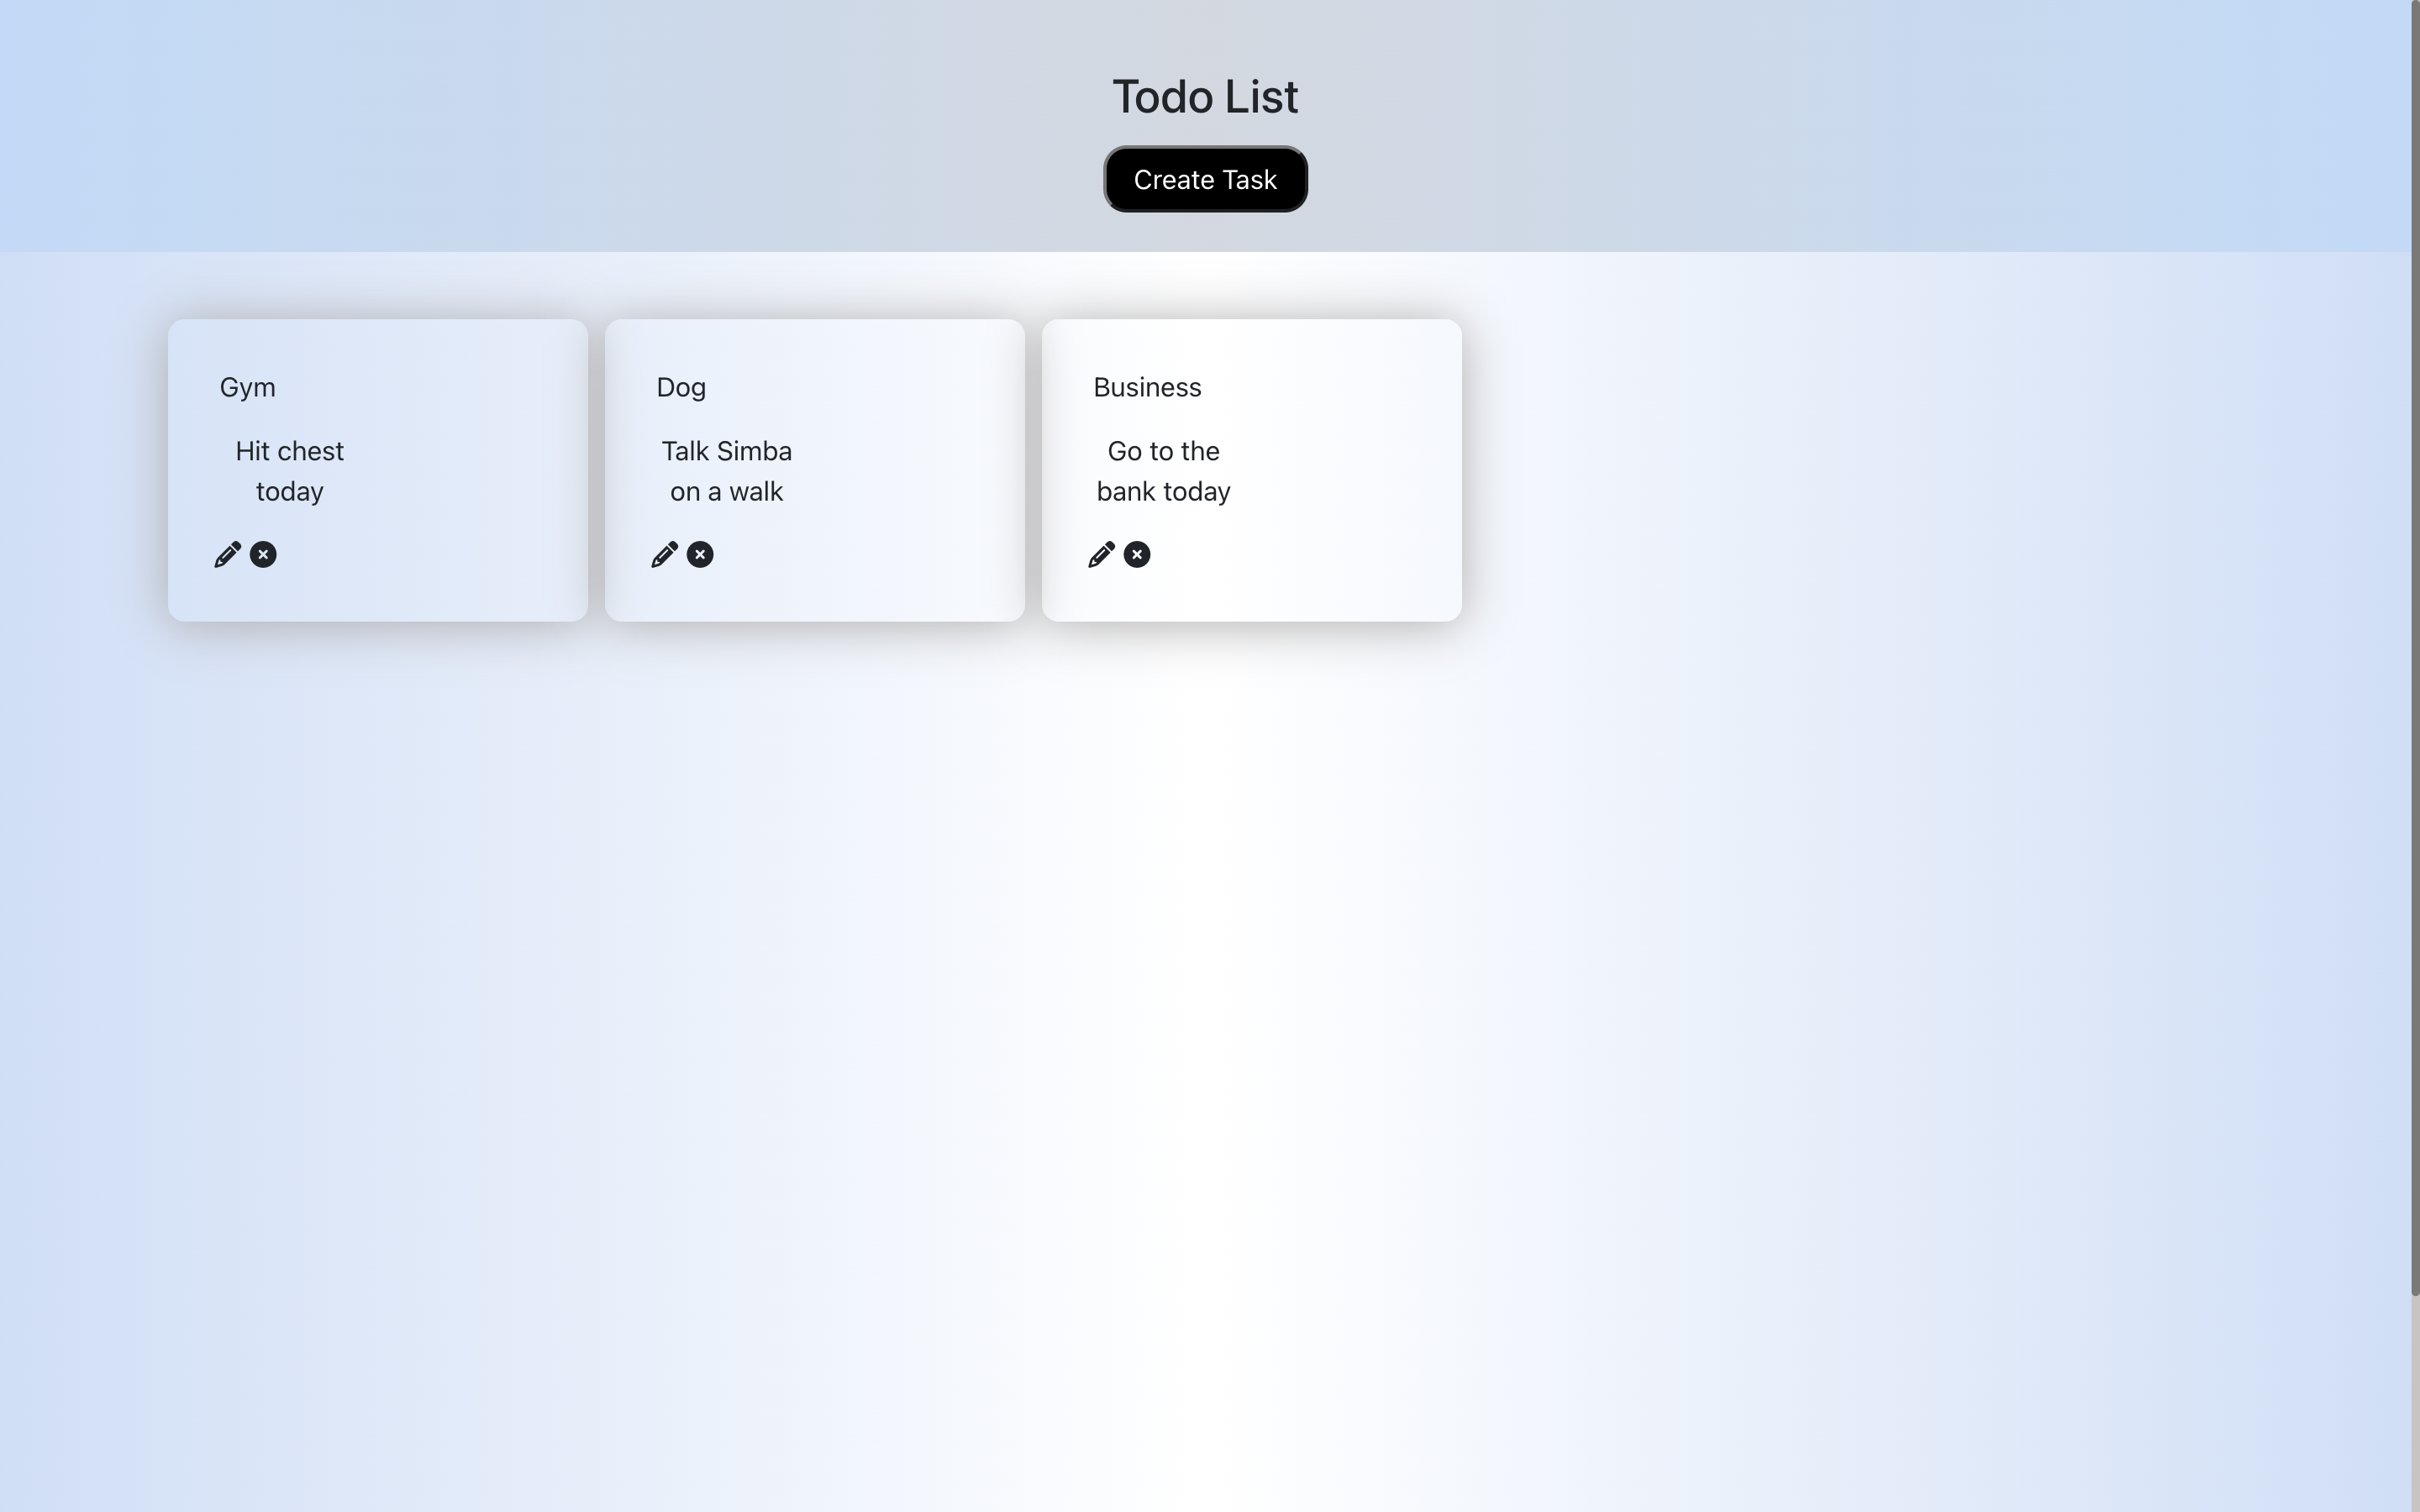 Todo List
Create Task
Gym
Hit chest
today
Dog
Talk Simba
on a walk
Business
Go to the
bank today